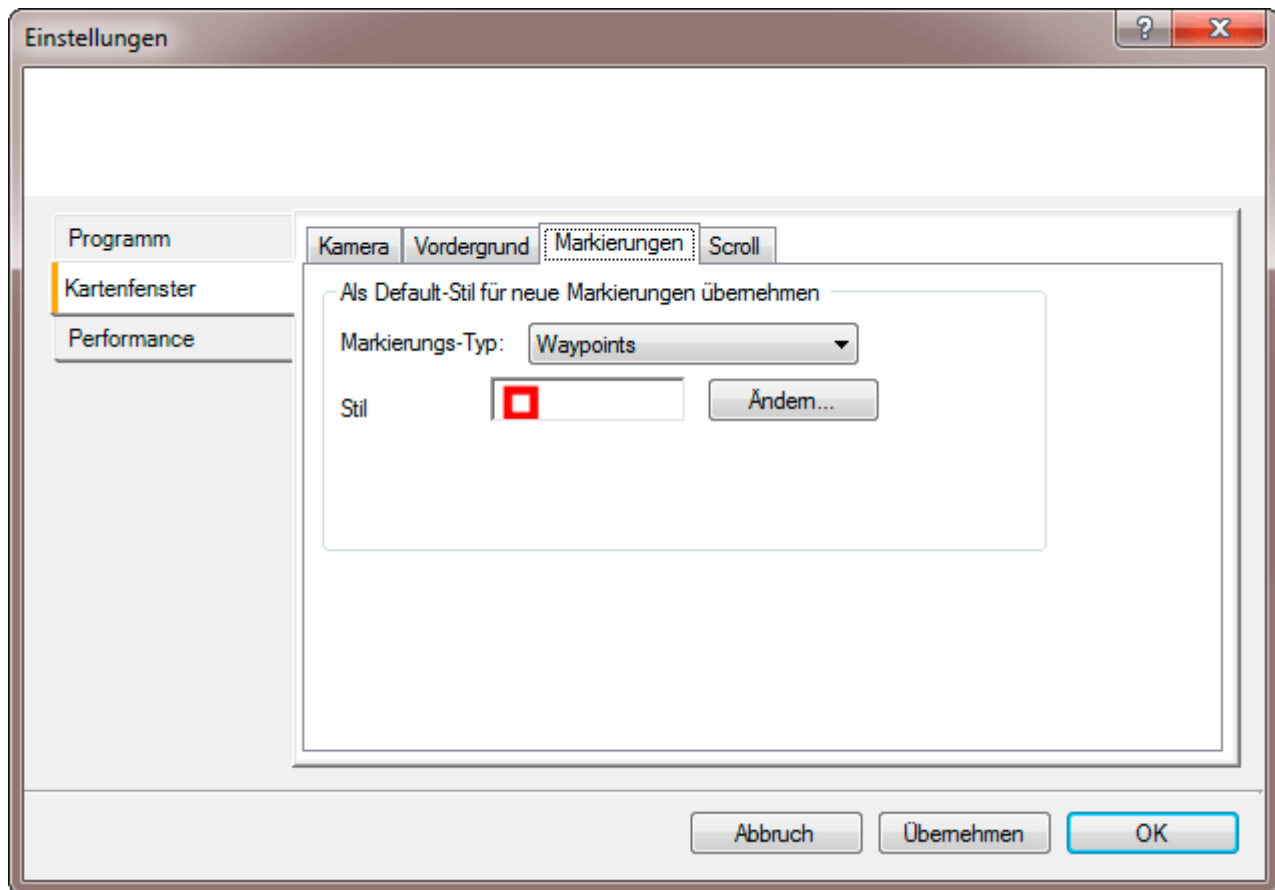 Einstellungen
?
X
Programm
Kartenfenster
Performance
Kamera Vordergrund Markierungen Scroll
Als Default-Stil für neue Markierungen übernehmen
Markierungs-Typ: Waypoints
Stil Ändern...
Abbruch Übernehmen OK